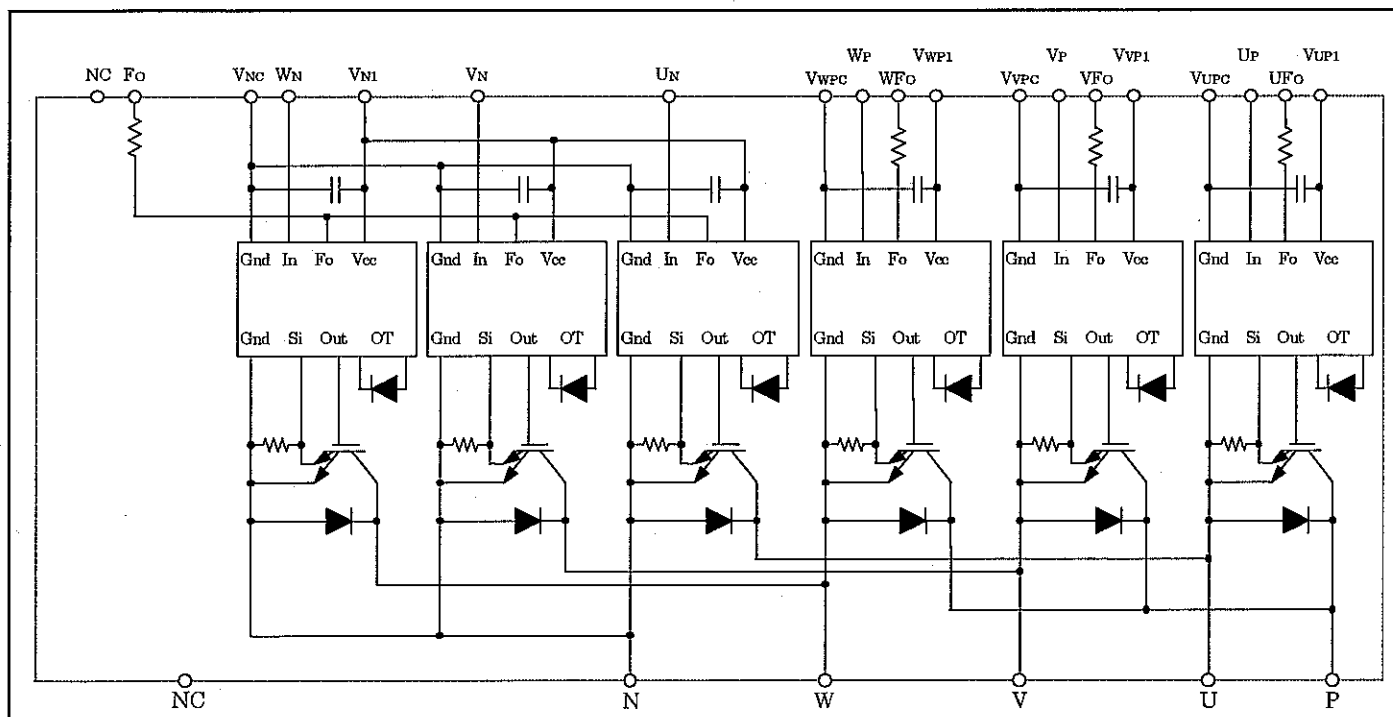 WP VWP1 VP VVP1 UP VUP1
NC FO VNC WN VN1 VN UN VWPC WFO VVPC VFO VUPC UFO
Gnd In Fo Vcc Gnd In Fo Vcc Gnd In Fo Vcc Gnd In Fo Vcc Gnd In Fo Vcc Gnd In Fo Vcc
Gnd Si Out OT Gnd Si Out OT Gnd Si Out OT Gnd Si Out OT Gnd Si Out OT Gnd Si Out OT
NC N W V U P